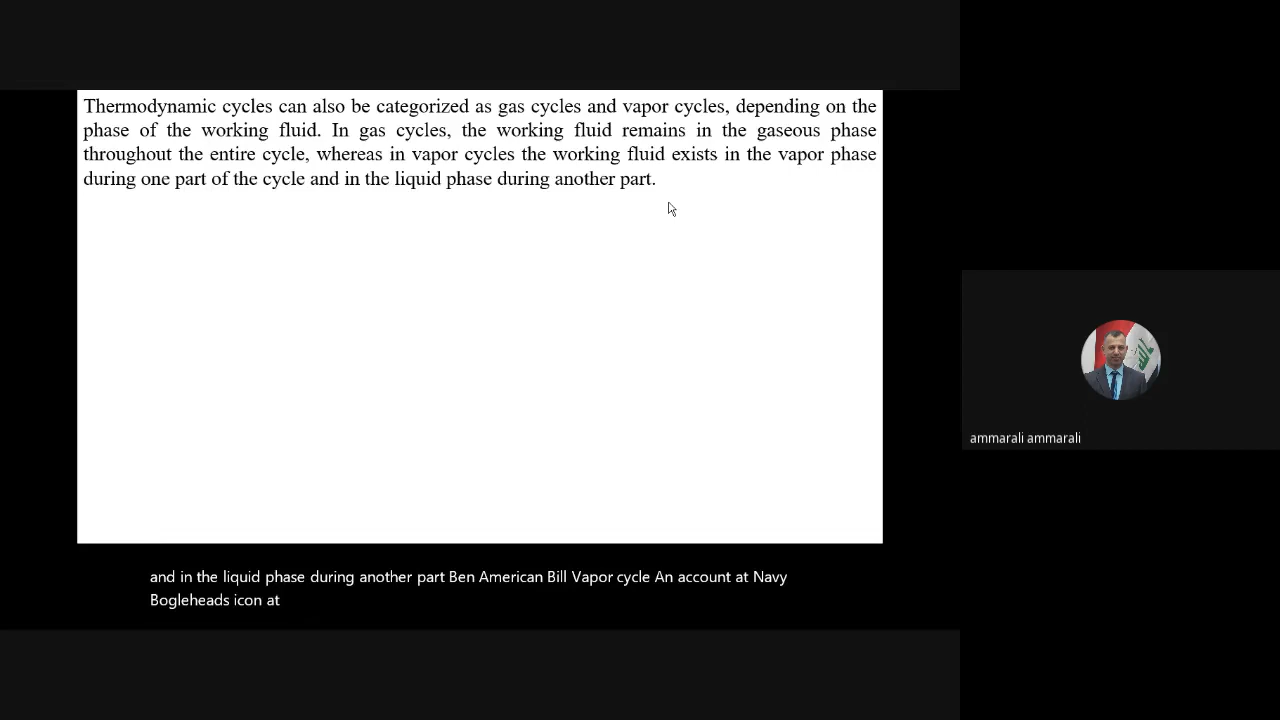 Thermodynamic cycles can also be categorized as gas cycles and vapor cycles, depending on the
phase of the working fluid. In gas cycles, the working fluid remains in the gaseous phase
throughout the entire cycle, whereas in vapor cycles the working fluid exists in the vapor phase
during one part of the cycle and in the liquid phase during another part.
ammarali ammarali
and in the liquid phase during another part Ben American Bill Vapor cycle An account at Navy
Bogleheads icon at